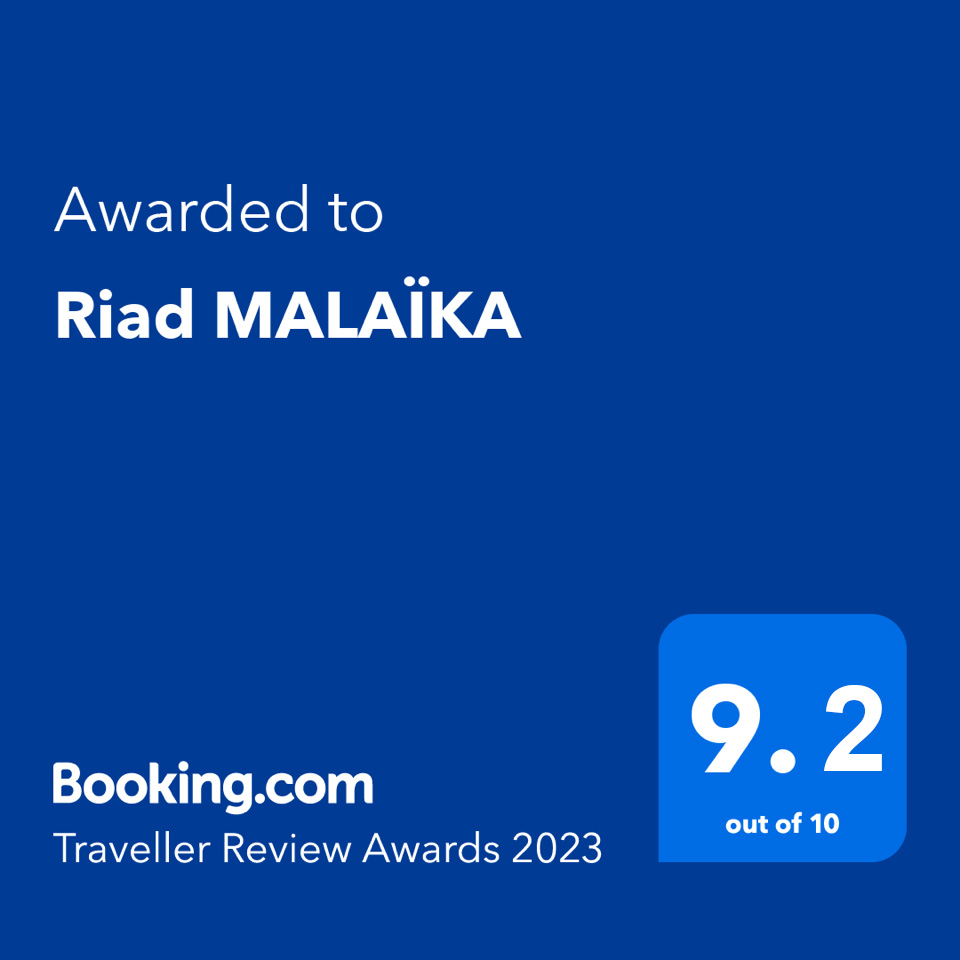 Awarded to
Riad MALAÏKA
9.2
out of 10
Booking.com
Traveller Review Awards 2023